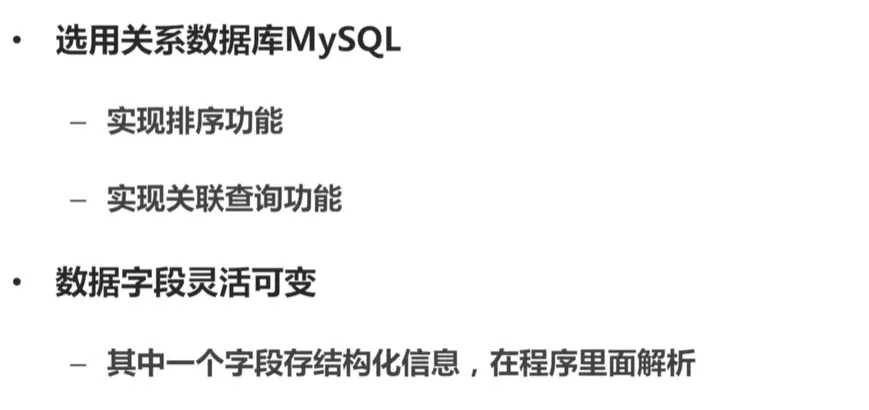 • 选用关系数据库MySQL
– 实现排序功能
– 实现关联查询功能
• 数据字段灵活可变
– 其中一个字段存结构化信息，在程序里面解析